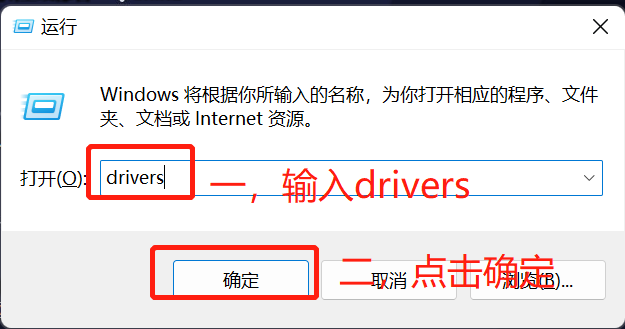 运行
Windows 将根据你所输入的名称，为你打开相应的程序、文件
夹、文档或 Internet 资源。
打开(O): drivers 一，输入drivers
确定 取消 浏览(B)... 二、点击确定